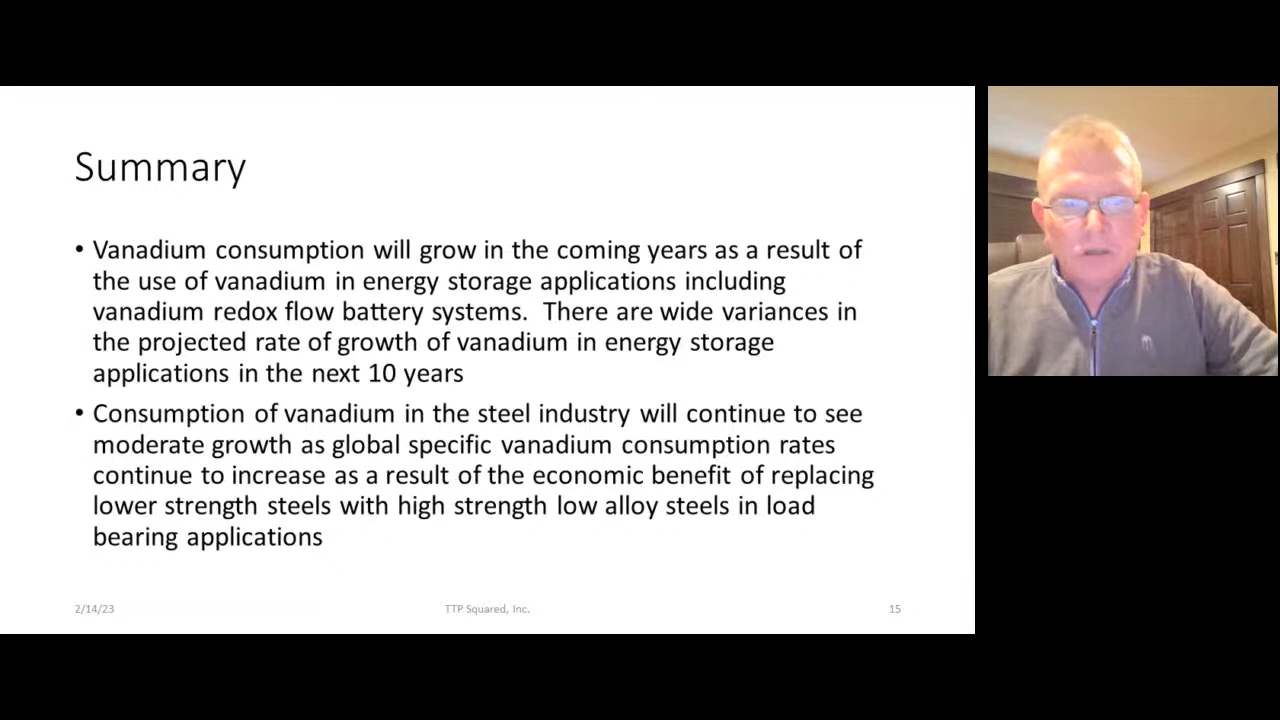 Summary
• Vanadium consumption will grow in the coming years as a result of
the use of vanadium in energy storage applications including
vanadium redox flow battery systems.  There are wide variances in
the projected rate of growth of vanadium in energy storage
applications in the next 10 years
• Consumption of vanadium in the steel industry will continue to see
moderate growth as global specific vanadium consumption rates
continue to increase as a result of the economic benefit of replacing
lower strength steels with high strength low alloy steels in load
bearing applications
2/14/23
TTP Squared, Inc.
15